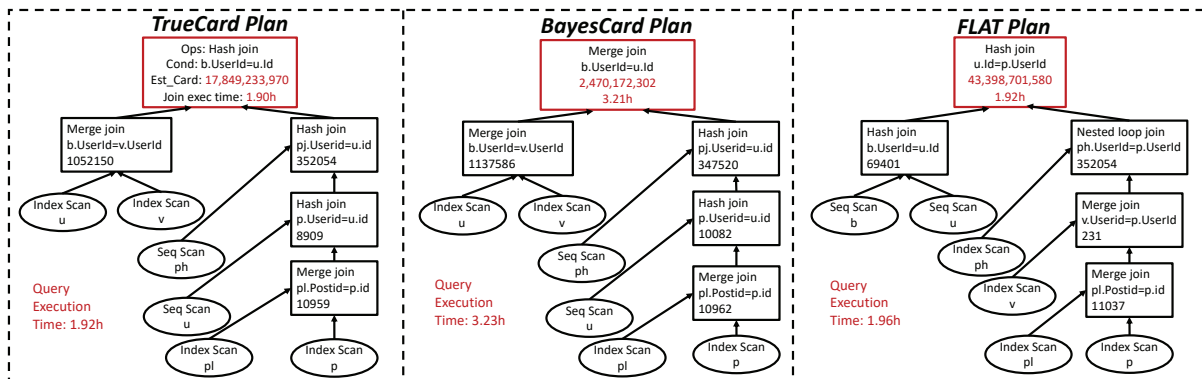 TrueCard Plan
Ops: Hash join
Cond: b.UserId=u.Id
Est_Card: 17,849,233,970
Join exec time: 1.90h
Merge join
b.UserId=v.UserId
1052150
Hash join
pj.Userid=u.id
352054
Index Scan
u
Index Scan
v
Hash join
p.Userid=u.id
8909
Seq Scan
ph
Merge join
pl.Postid=p.id
10959
Query
Execution
Time: 1.92h
Seq Scan
u
Index Scan
pl
Index Scan
p
BayesCard Plan
Merge join
b.UserId=u.Id
2,470,172,302
3.21h
Merge join
b.UserId=v.UserId
1137586
Hash join
pj.Userid=u.id
347520
Index Scan
u
Index Scan
v
Hash join
p.Userid=u.id
10082
Seq Scan
ph
Merge join
pl.Postid=p.id
10962
Query
Execution
Time: 3.23h
Seq Scan
u
Index Scan
pl
Index Scan
p
FLAT Plan
Hash join
u.Id=p.UserId
43,398,701,580
1.92h
Hash join
b.UserId=u.Id
69401
Nested loop join
ph.UserId=p.UserId
352054
Seq Scan
b
Seq Scan
u
Merge join
v.Userid=p.UserId
231
Index Scan
ph
Merge join
pl.Postid=p.id
11037
Query
Execution
Time: 1.96h
Index Scan
v
Index Scan
pl
Index Scan
p